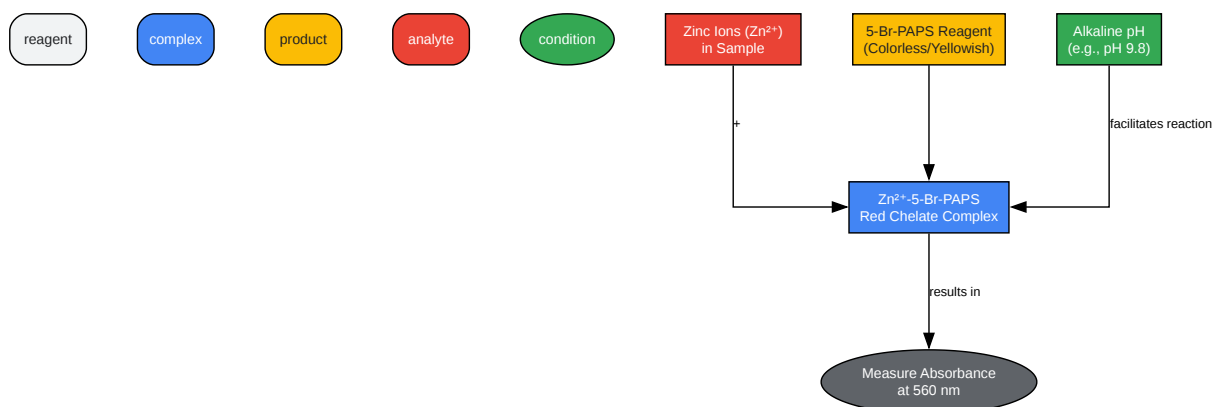 reagent
complex
product
analyte
condition
Zinc Ions (Zn²⁺)
in Sample
5-Br-PAPS Reagent
(Colorless/Yellowish)
Alkaline pH
(e.g., pH 9.8)
+
facilitates reaction
Zn²⁺-5-Br-PAPS
Red Chelate Complex
results in
Measure Absorbance
at 560 nm